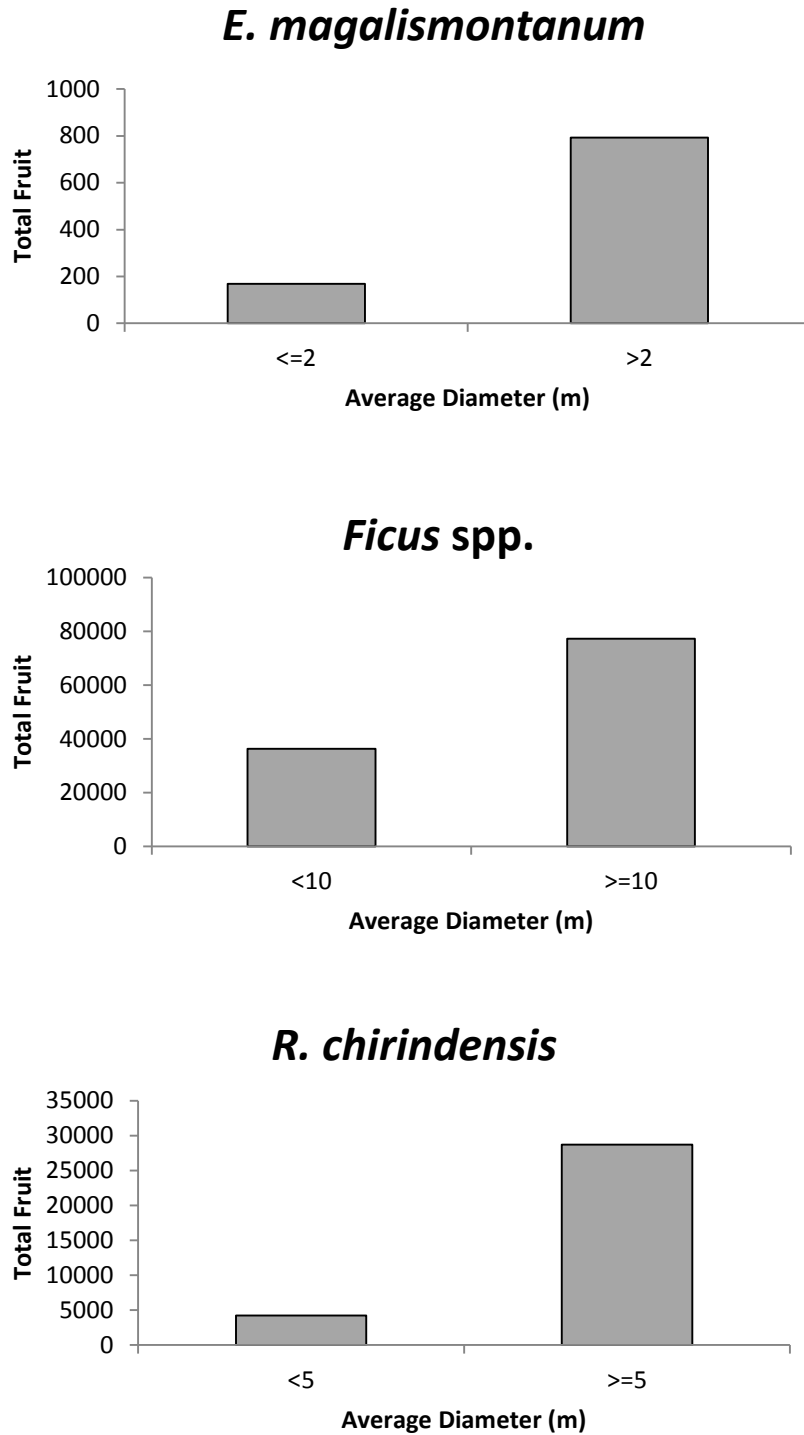 E. magalismontanum
1000
800
600
400
200
0
Total Fruit
<=2 >2
Average Diameter (m)
Ficus spp.
100000
80000
60000
40000
20000
0
Total Fruit
<10 >=10
Average Diameter (m)
R. chirindensis
35000
30000
25000
20000
15000
10000
5000
0
Total Fruit
<5 >=5
Average Diameter (m)